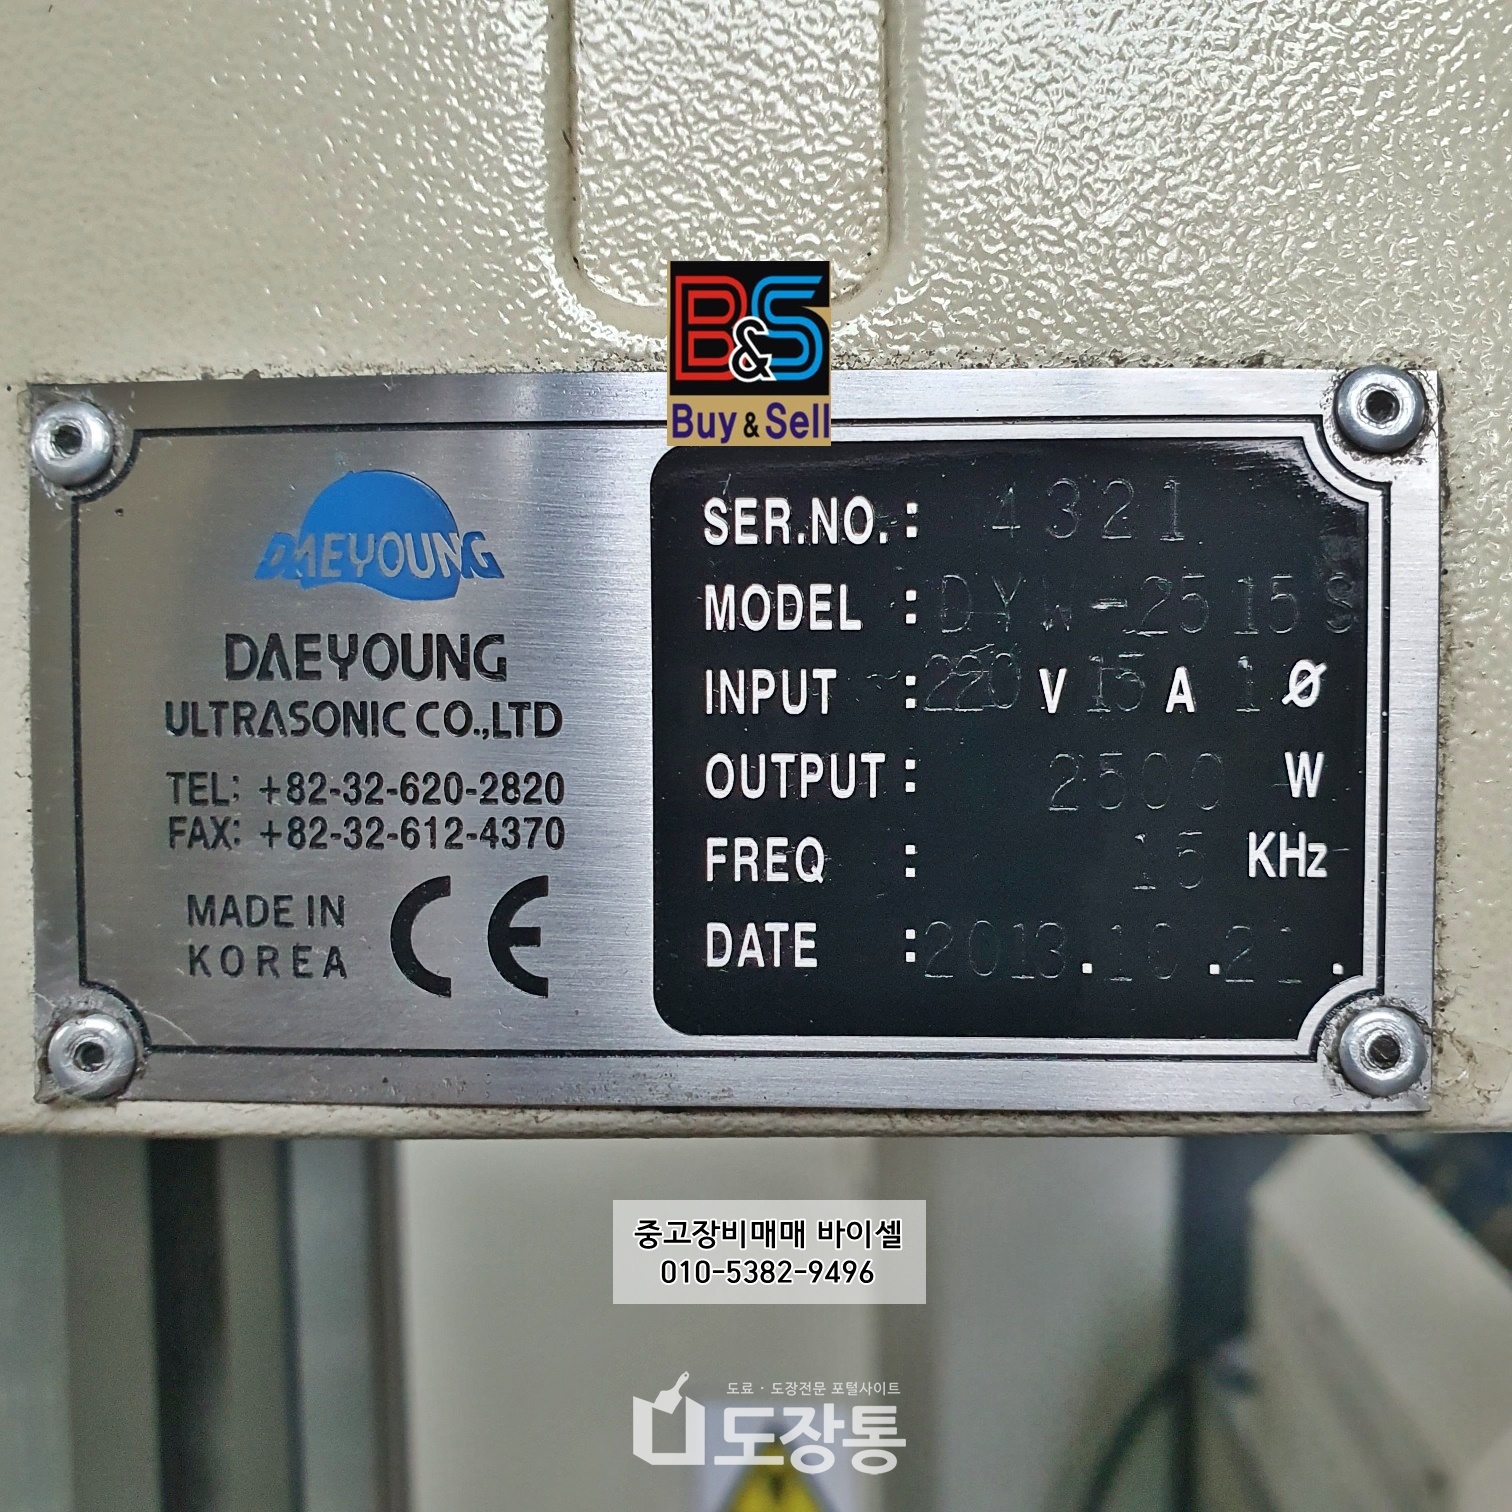 B&S
Buy & Sell
DAEYOUNG
DAEYOUNG
ULTRASONIC CO.,LTD
TEL: +82-32-620-2820
FAX: +82-32-612-4370
MADE IN
KOREA
CE
SER.NO. : 4321
MODEL : DYW-2515S
INPUT : 220 V 15 A 1 Ø
OUTPUT : 2500 W
FREQ : 15 KHz
DATE : 2013.10.21.
중고장비매매 바이셀
010-5382-9496
도료 · 도장전문 포털사이트
도장통